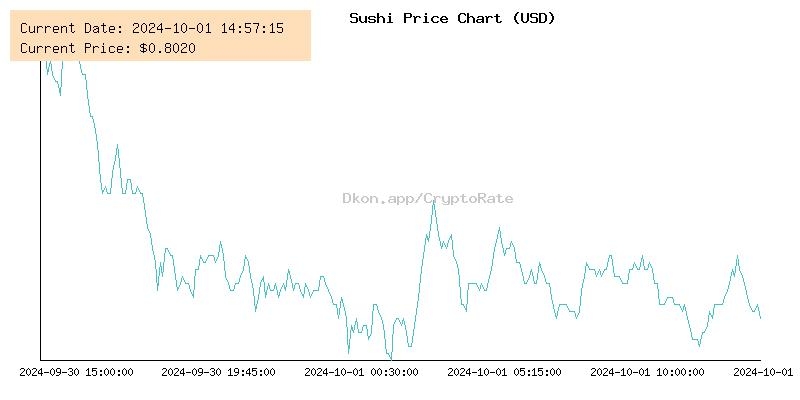 Sushi Price Chart (USD)
Current Date: 2024-10-01 14:57:15
Current Price: $0.8020
Dkon.app/CryptoRate
2024-09-30 15:00:00 2024-09-30 19:45:00 2024-10-01 00:30:00 2024-10-01 05:15:00 2024-10-01 10:00:00 2024-10-01